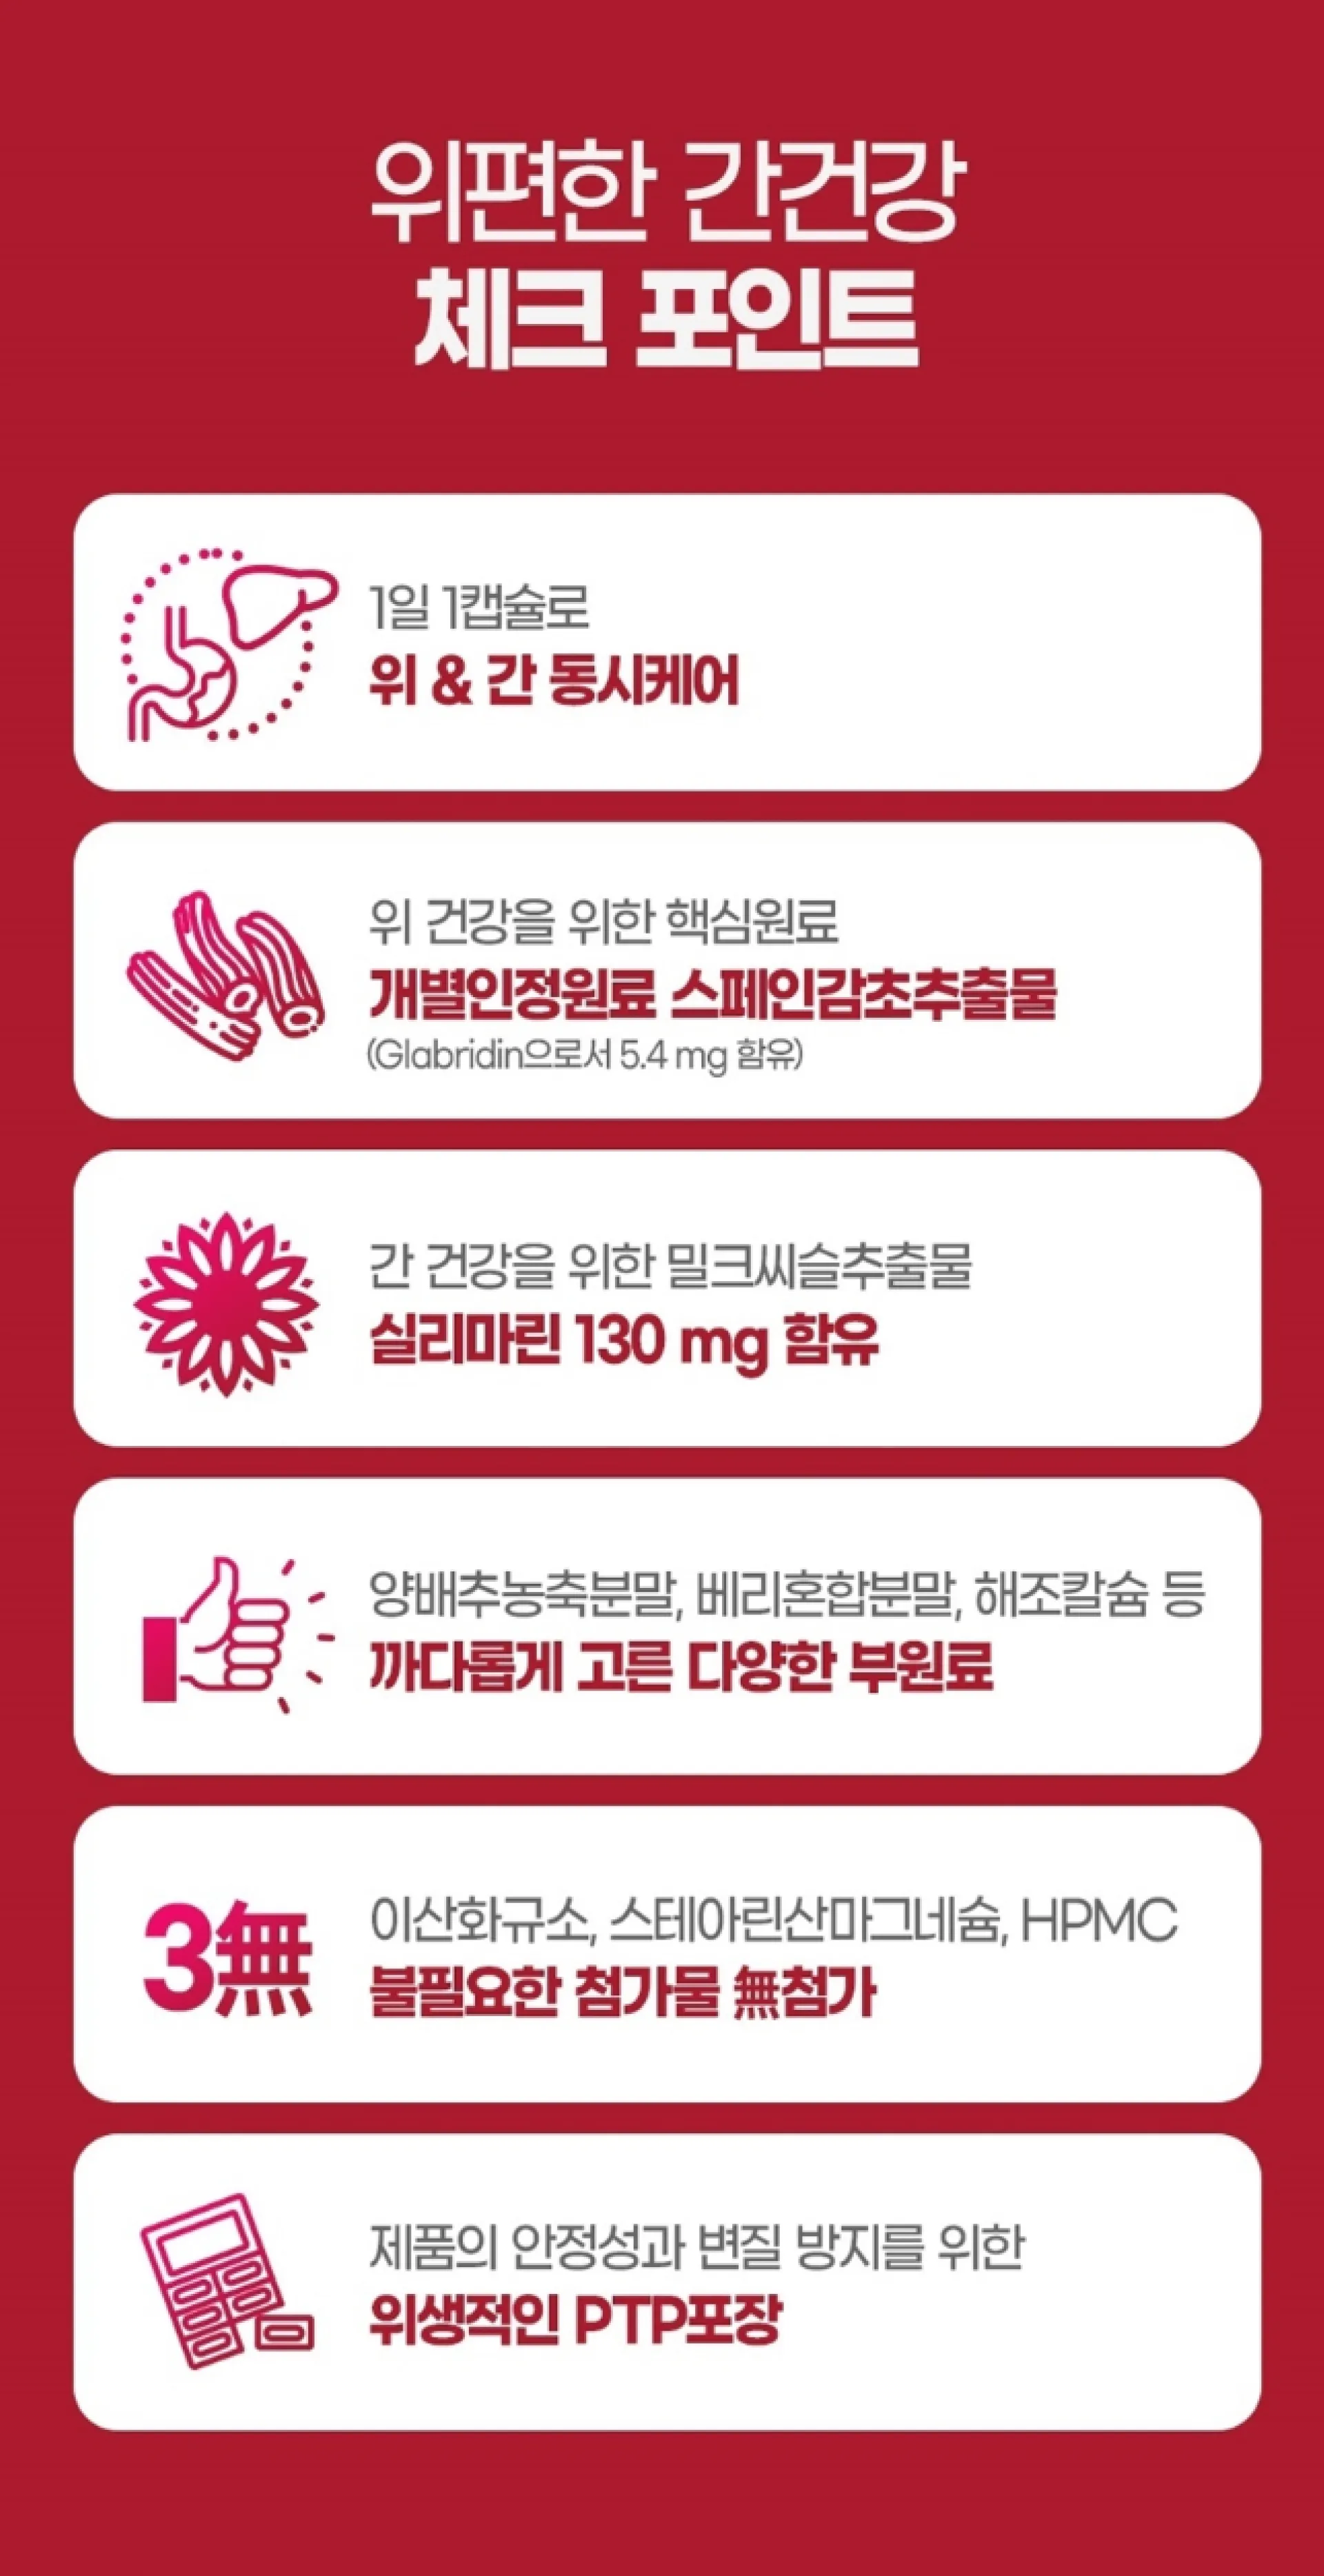 위편한 간건강
체크 포인트
1일 1캡슐로
위 & 간 동시케어
위 건강을 위한 핵심원료
개별인정원료 스페인감초추출물
(Glabridin으로서 5.4 mg 함유)
간 건강을 위한 밀크씨슬추출물
실리마린 130 mg 함유
양배추농축분말, 베리혼합분말, 해조칼슘 등
까다롭게 고른 다양한 부원료
3無
이산화규소, 스테아린산마그네슘, HPMC
불필요한 첨가물 無첨가
제품의 안정성과 변질 방지를 위한
위생적인 PTP포장